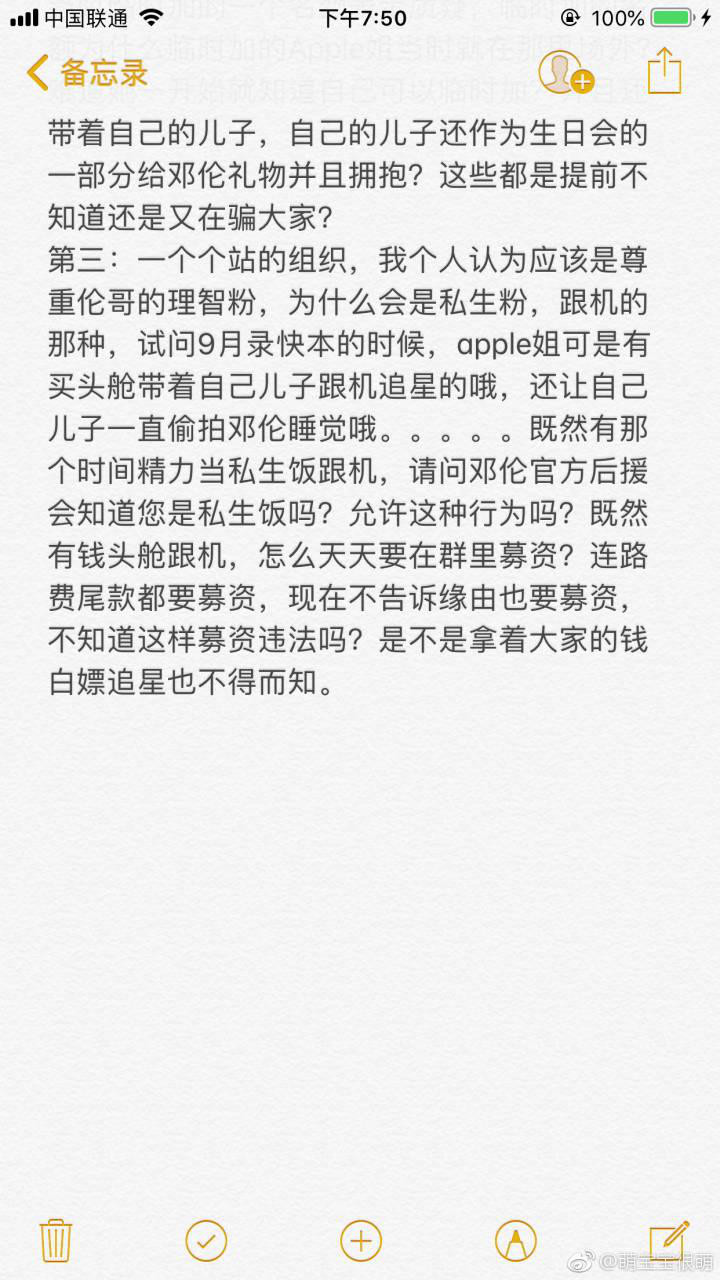 中国联通
下午7:50
100%
备忘录
带着自己的儿子，自己的儿子还作为生日会的
一部分给邓伦礼物并且拥抱？这些都是提前不
知道还是又在骗大家？
第三：一个个站的组织，我个人认为应该是尊
重伦哥的理智粉，为什么会是私生粉，跟机的
那种，试问9月录快本的时候，apple姐可是有
买头舱带着自己儿子跟机追星的哦，还让自己
儿子一直偷拍邓伦睡觉哦。。。。。既然有那
个时间精力当私生饭跟机，请问邓伦官方后援
会知道您是私生饭吗？允许这种行为吗？既然
有钱头舱跟机，怎么天天要在群里募资？连路
费尾款都要募资，现在不告诉缘由也要募资，
不知道这样募资违法吗？是不是拿着大家的钱
白嫖追星也不得而知。
@萌宝宝很萌